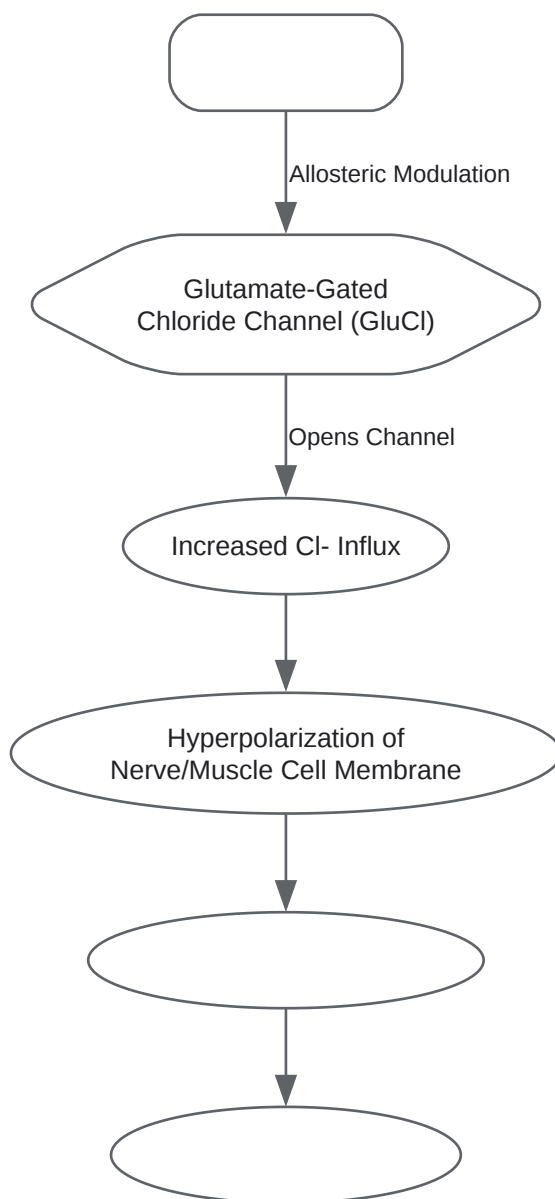 Allosteric Modulation
Glutamate-Gated
Chloride Channel (GluCl)
Opens Channel
Increased Cl- Influx
Hyperpolarization of
Nerve/Muscle Cell Membrane